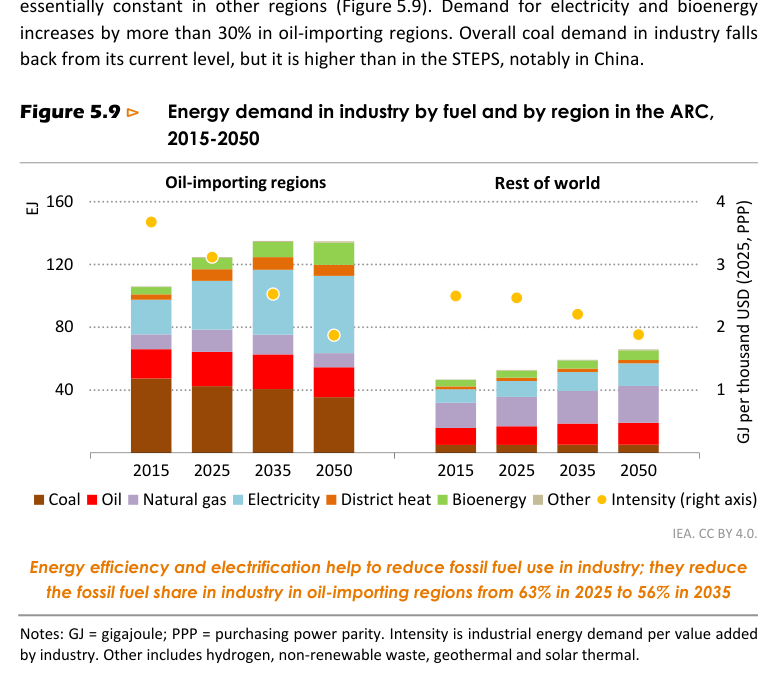 essentially constant in other regions (Figure 5.9). Demand for electricity and bioenergy
increases by more than 30% in oil-importing regions. Overall coal demand in industry falls
back from its current level, but it is higher than in the STEPS, notably in China.
Figure 5.9 ▻ Energy demand in industry by fuel and by region in the ARC,
2015-2050
Oil-importing regions Rest of world
EJ
160
120
80
40
4
3
2
1
GJ per thousand USD (2025, PPP)
2015 2025 2035 2050 2015 2025 2035 2050
Coal Oil Natural gas Electricity District heat Bioenergy Other Intensity (right axis)
IEA. CC BY 4.0.
Energy efficiency and electrification help to reduce fossil fuel use in industry; they reduce
the fossil fuel share in industry in oil-importing regions from 63% in 2025 to 56% in 2035
Notes: GJ = gigajoule; PPP = purchasing power parity. Intensity is industrial energy demand per value added
by industry. Other includes hydrogen, non-renewable waste, geothermal and solar thermal.